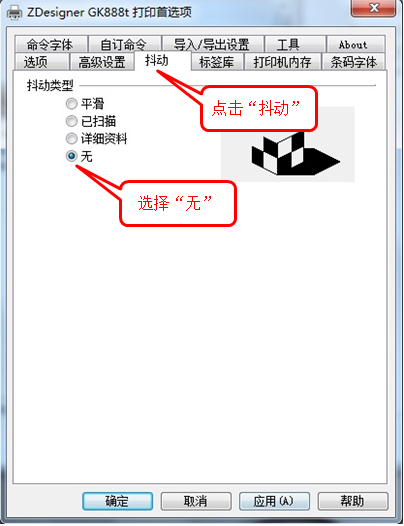 ZDesigner GK888t 打印首选项
命令字体 自订命令 导入/导出设置 工具 About
选项 高级设置 抖动 标签库 打印机内存 条码字体
抖动类型
平滑
已扫描
详细资料
无
点击“抖动”
选择“无”
确定 取消 应用(A) 帮助